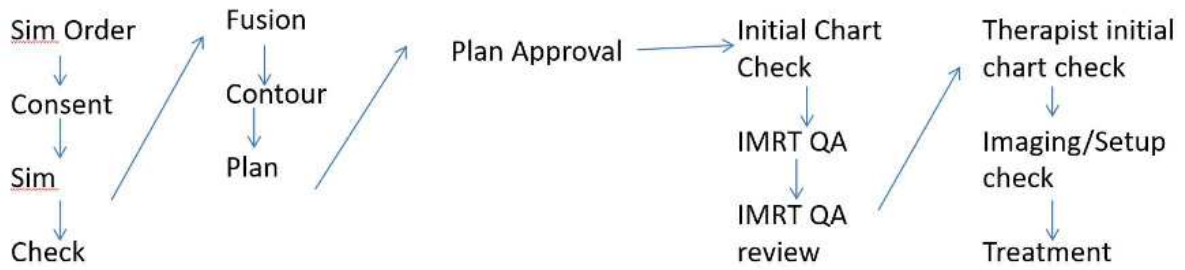 Sim Order
Consent
Sim
Check
Fusion
Contour
Plan
Plan Approval
Initial Chart
Check
IMRT QA
IMRT QA
review
Therapist initial
chart check
Imaging/Setup
check
Treatment